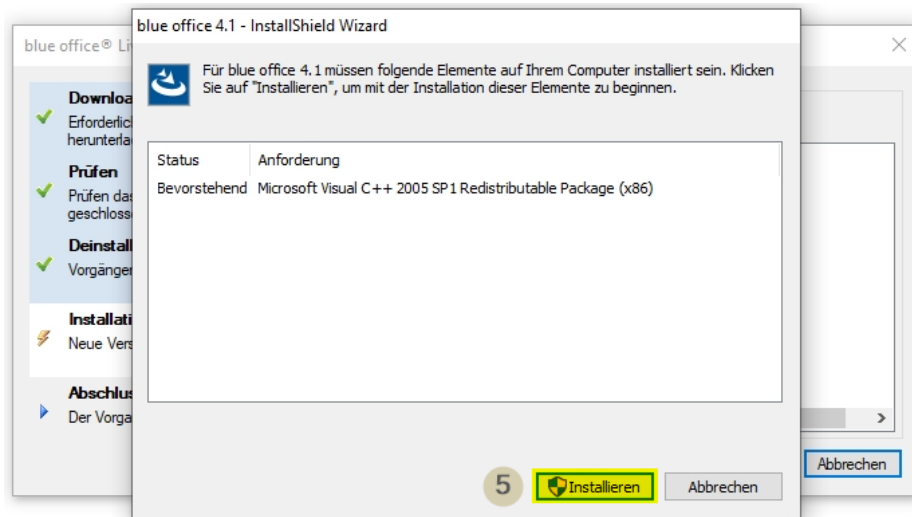 blue office 4.1 - InstallShield Wizard
Für blue office 4.1 müssen folgende Elemente auf Ihrem Computer installiert sein. Klicken
Sie auf "Installieren", um mit der Installation dieser Elemente zu beginnen.
Status Anforderung
Bevorstehend Microsoft Visual C++ 2005 SP1 Redistributable Package (x86)
5 Installieren Abbrechen
blue office® Li
Downloa
Erforderlic
herunterla
Prüfen
Prüfen das
geschloss
Deinstall
Vorgänger
Installati
Neue Vers
Abschlus
Der Vorga
Abbrechen